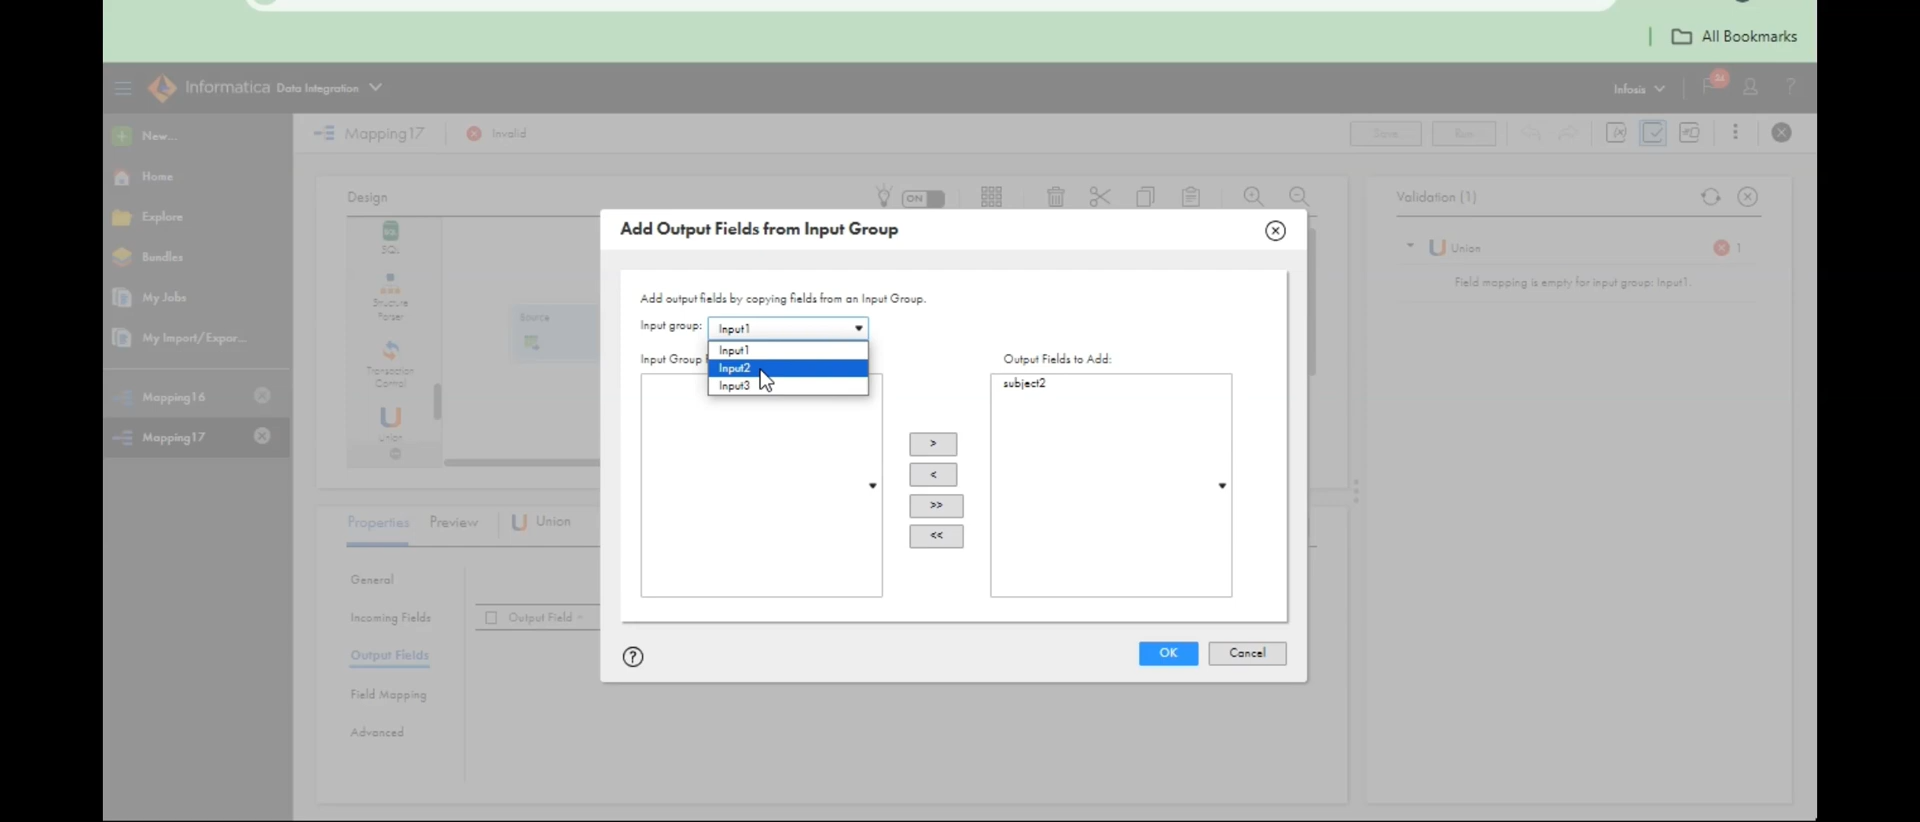 All Bookmarks
Informatica Data Integration
Infosis
?
New...
Mapping17
Invalid
Save
Run
Home
Explore
Bundles
My Jobs
My Import/Expor...
Mapping16
Mapping17
Design
ON
Validation (1)
SQL
Structure
Parser
Transaction
Control
Union
Source
Union
1
Field mapping is empty for input group: Input1.
Add Output Fields from Input Group
Add output fields by copying fields from an Input Group.
Input group:
Input1
Input1
Input2
Input3
Input Group
Output Fields to Add:
subject2
>
<
>>
<<
?
OK
Cancel
Properties
Preview
Union
General
Incoming Fields
Output Fields
Field Mapping
Advanced
Output Field